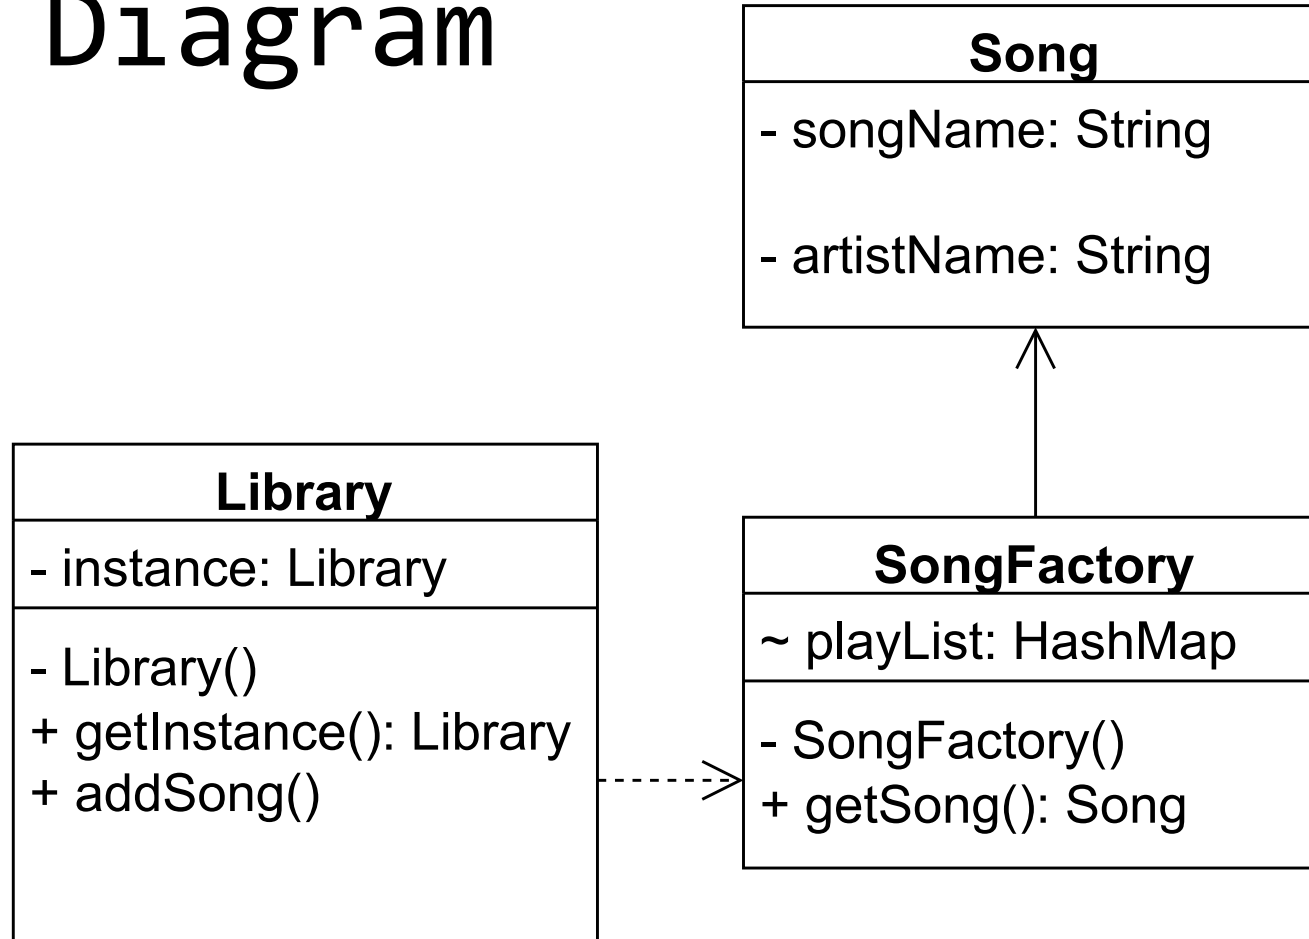 Diagram
Song
- songName: String
- artistName: String
Library
- instance: Library
- Library()
+ getInstance(): Library
+ addSong()
SongFactory
~ playList: HashMap
- SongFactory()
+ getSong(): Song